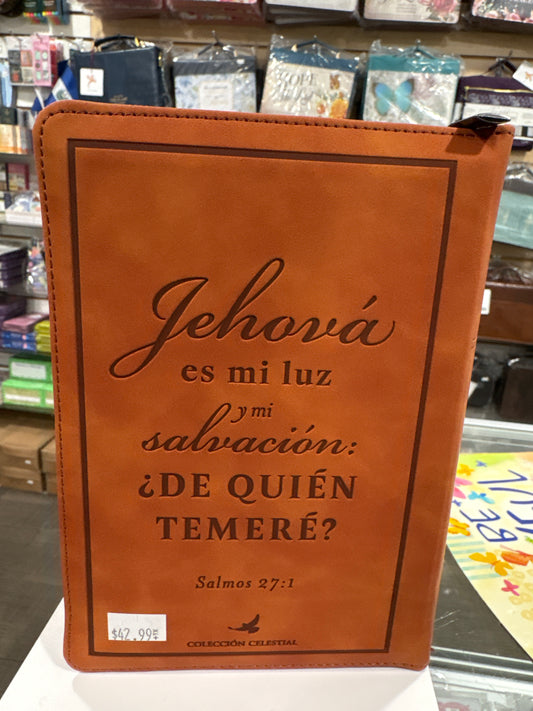 Jehová
es mi luz
y mi
salvación:
¿DE QUIÉN
TEMERÉ?
Salmos 27:1
$42.99
COLECCIÓN CELESTIAL